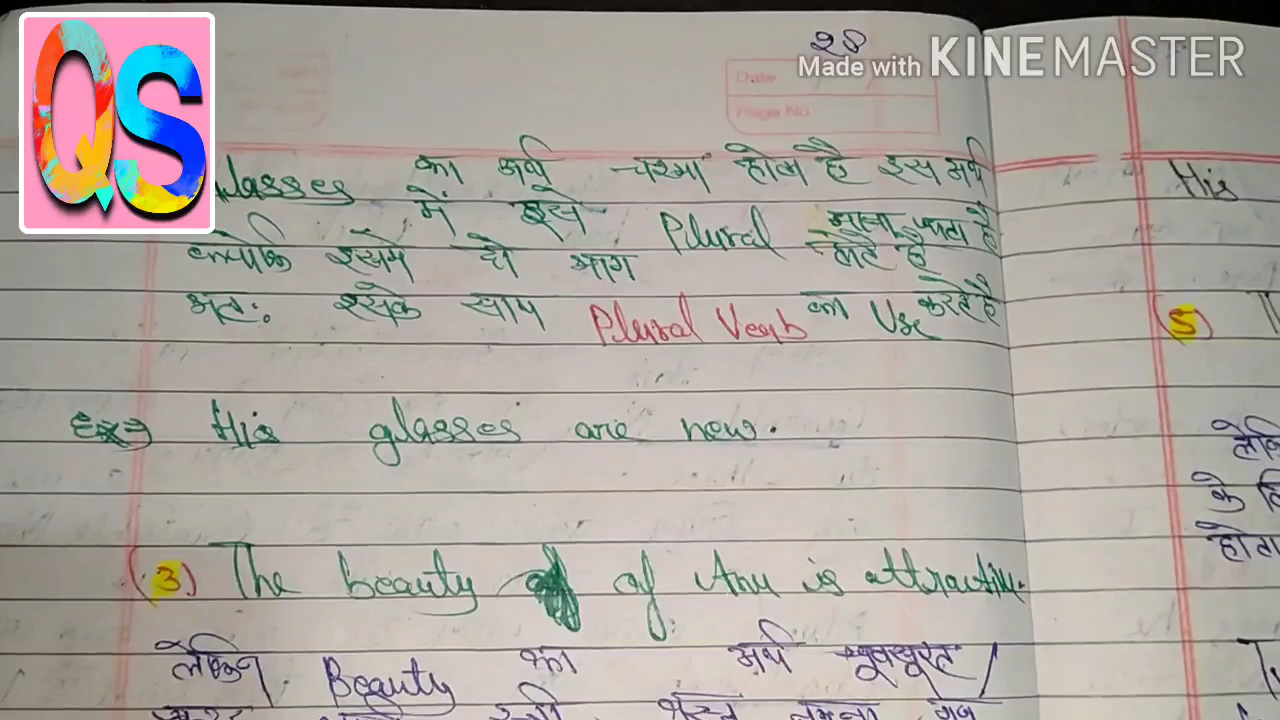 QS
Made with KINEMASTER
Date
Page No.
Glasses का अर्थ चश्मा होता है इस अर्थ
में इसे Plural माना जाता है
क्योंकि इसमें दो भाग होते है
अतः इसके साथ Plural Verb का Use करते है
Ex→ His glasses are new.
(3) The beauty of Anu is attractive.
लेकिन Beauty का अर्थ खूबसूरत
His
(5)
के
होता